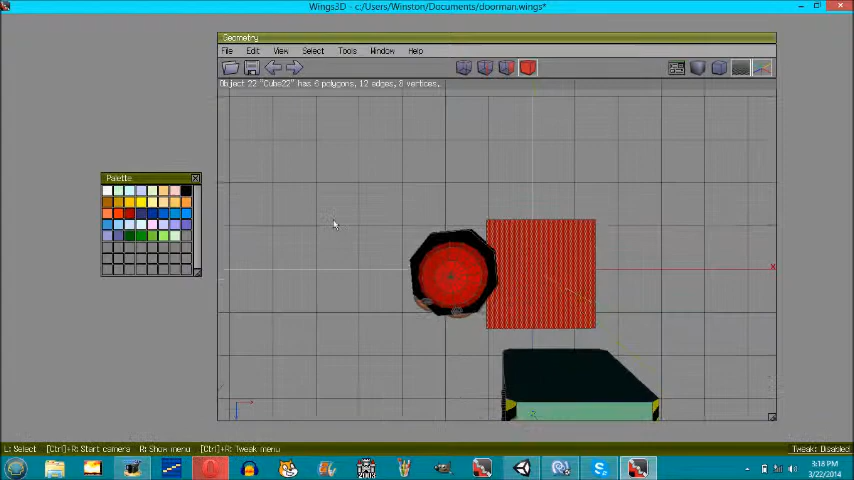 Wings3D - c:/Users/Winston/Documents/doorman.wings*
Geometry
File Edit View Select Tools Window Help
Object 22 "Cube22" has 6 polygons, 12 edges, 8 vertices.
Palette
X
L: Select [Ctrl]+R: Start camera R: Show menu [Ctrl]+R: Tweak menu
Tweak: Disabled
2003
3:18 PM
3/22/2014